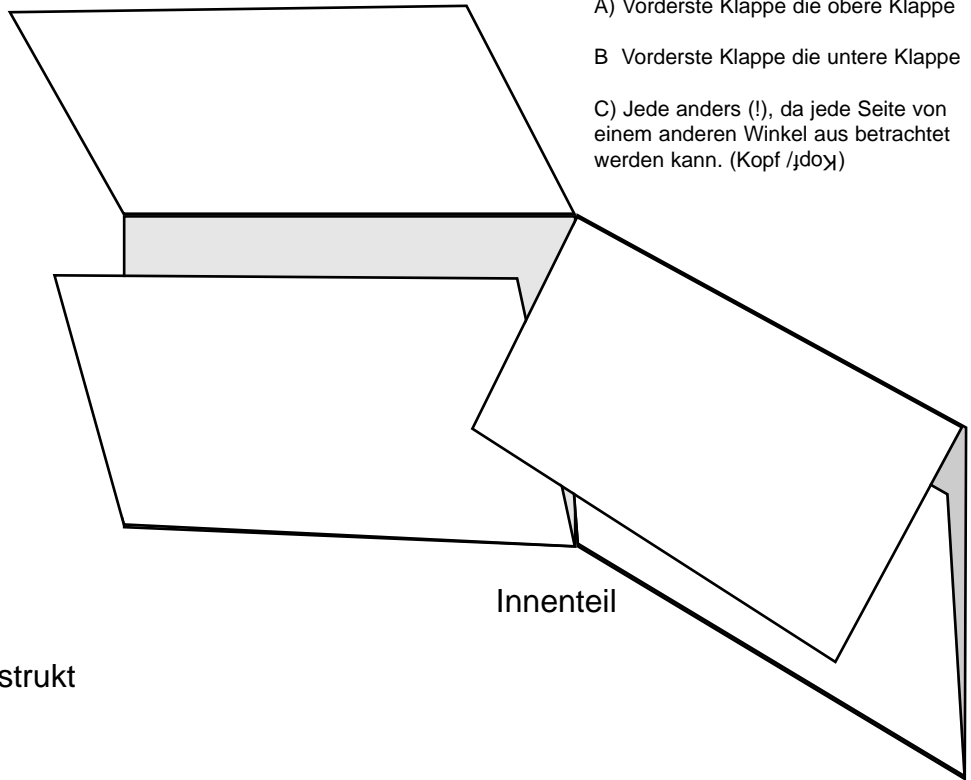 A) Vorderste Klappe die obere Klappe
B Vorderste Klappe die untere Klappe
C) Jede anders (!), da jede Seite von
einem anderen Winkel aus betrachtet
werden kann. (Kopf /Kopf)
Innenteil
strukt